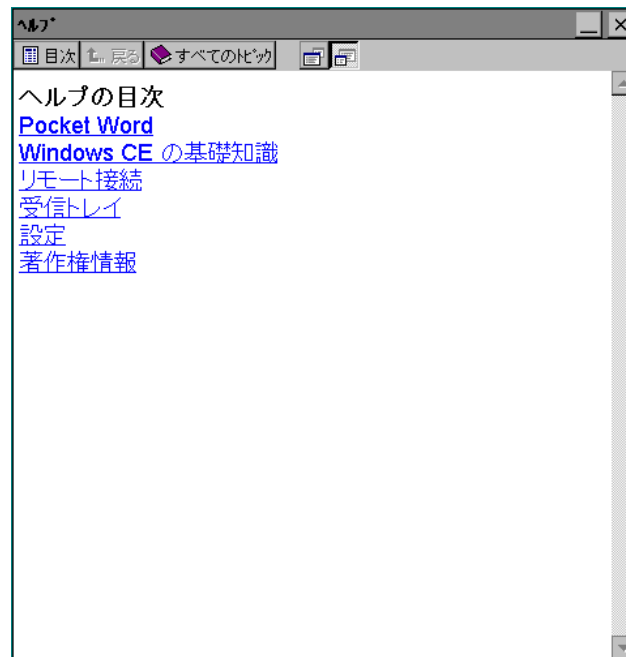 ﾍﾙﾌﾟ
目次 戻る すべてのﾄﾋﾟｯｸ
ヘルプの目次
Pocket Word
Windows CE の基礎知識
リモート接続
受信トレイ
設定
著作権情報